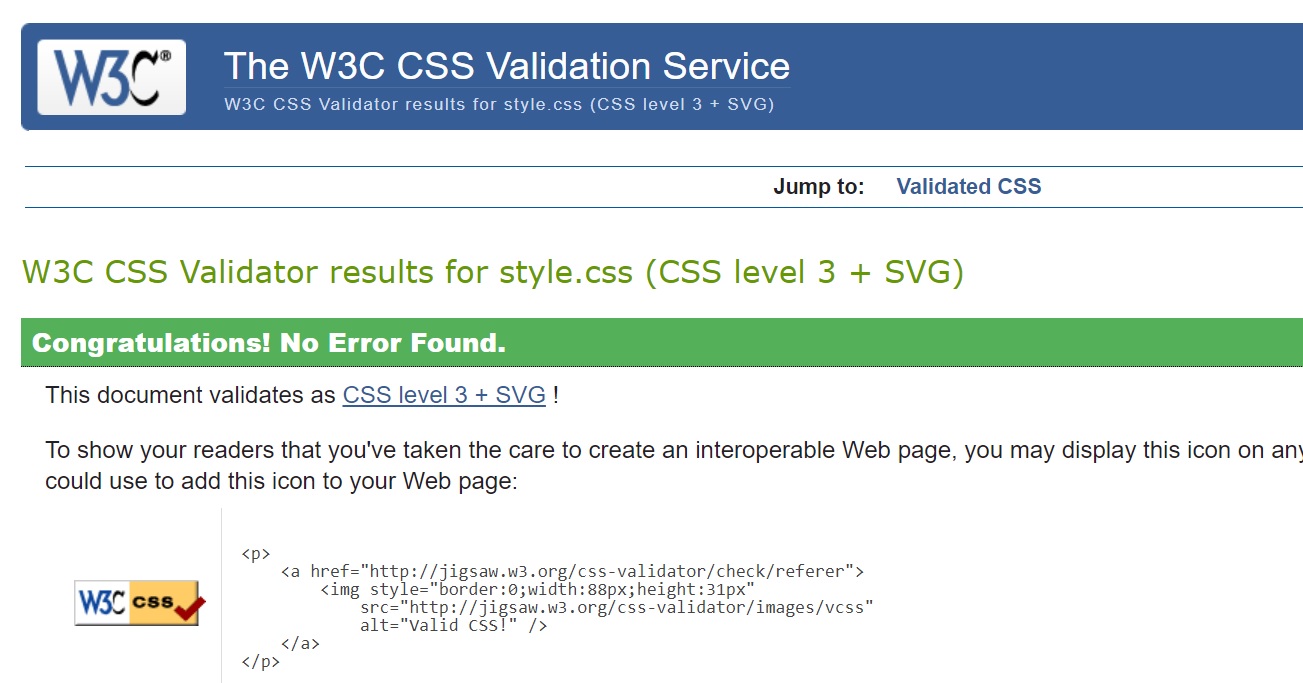 W3C®
The W3C CSS Validation Service
W3C CSS Validator results for style.css (CSS level 3 + SVG)
Jump to: Validated CSS
W3C CSS Validator results for style.css (CSS level 3 + SVG)
Congratulations! No Error Found.
This document validates as CSS level 3 + SVG !
To show your readers that you've taken the care to create an interoperable Web page, you may display this icon on any
could use to add this icon to your Web page:
W3C css
<p>
    <a href="http://jigsaw.w3.org/css-validator/check/referer">
        <img style="border:0;width:88px;height:31px"
            src="http://jigsaw.w3.org/css-validator/images/vcss"
            alt="Valid CSS!" />
    </a>
</p>